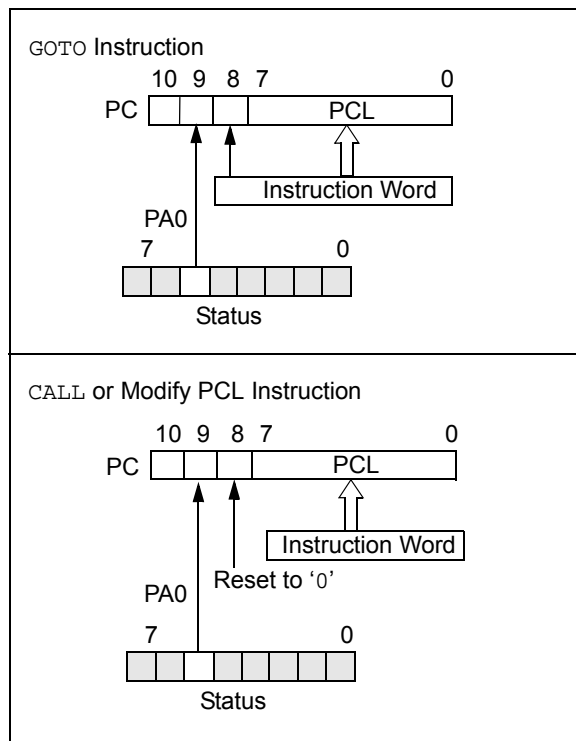 GOTO Instruction
10 9 8 7 0
PC PCL
Instruction Word
PA0
7 0
Status
CALL or Modify PCL Instruction
10 9 8 7 0
PC PCL
Instruction Word
Reset to ‘0’
PA0
7 0
Status